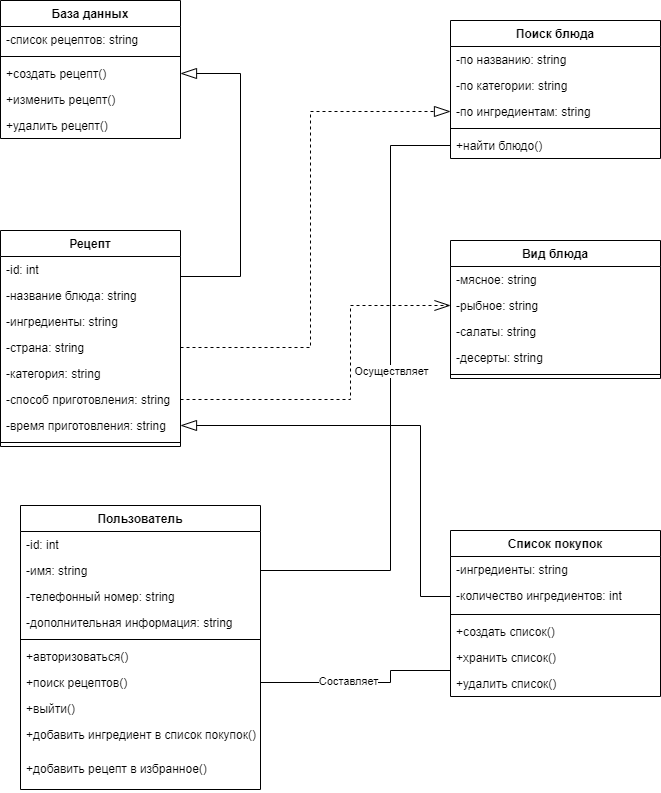 База данных
-список рецептов: string
+создать рецепт()
+изменить рецепт()
+удалить рецепт()
Поиск блюда
-по названию: string
-по категории: string
-по ингредиентам: string
+найти блюдо()
Рецепт
-id: int
-название блюда: string
-ингредиенты: string
-страна: string
-категория: string
-способ приготовления: string
-время приготовления: string
Вид блюда
-мясное: string
-рыбное: string
-салаты: string
-десерты: string
Осуществляет
Пользователь
-id: int
-имя: string
-телефонный номер: string
-дополнительная информация: string
+авторизоваться()
+поиск рецептов()
+выйти()
+добавить ингредиент в список покупок()
+добавить рецепт в избранное()
Составляет
Список покупок
-ингредиенты: string
-количество ингредиентов: int
+создать список()
+хранить список()
+удалить список()